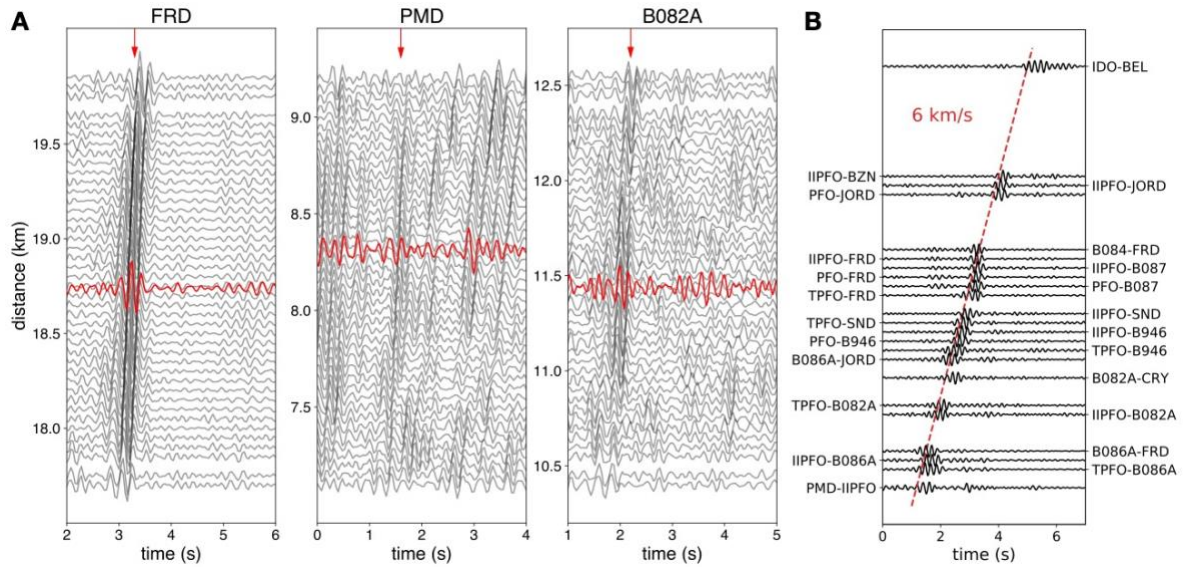 A
FRD
PMD
B082A
B
distance (km)
19.5
19.0
18.5
18.0
9.0
8.5
8.0
7.5
12.5
12.0
11.5
11.0
10.5
2 3 4 5 6
0 1 2 3 4
1 2 3 4 5
time (s)
time (s)
time (s)
6 km/s
IDO-BEL
IIPFO-BZN
IIPFO-JORD
PFO-JORD
B084-FRD
IIPFO-FRD
IIPFO-B087
PFO-FRD
PFO-B087
TPFO-FRD
IIPFO-SND
TPFO-SND
IIPFO-B946
PFO-B946
TPFO-B946
B086A-JORD
B082A-CRY
TPFO-B082A
IIPFO-B082A
B086A-FRD
IIPFO-B086A
TPFO-B086A
PMD-IIPFO
0 2 4 6
time (s)